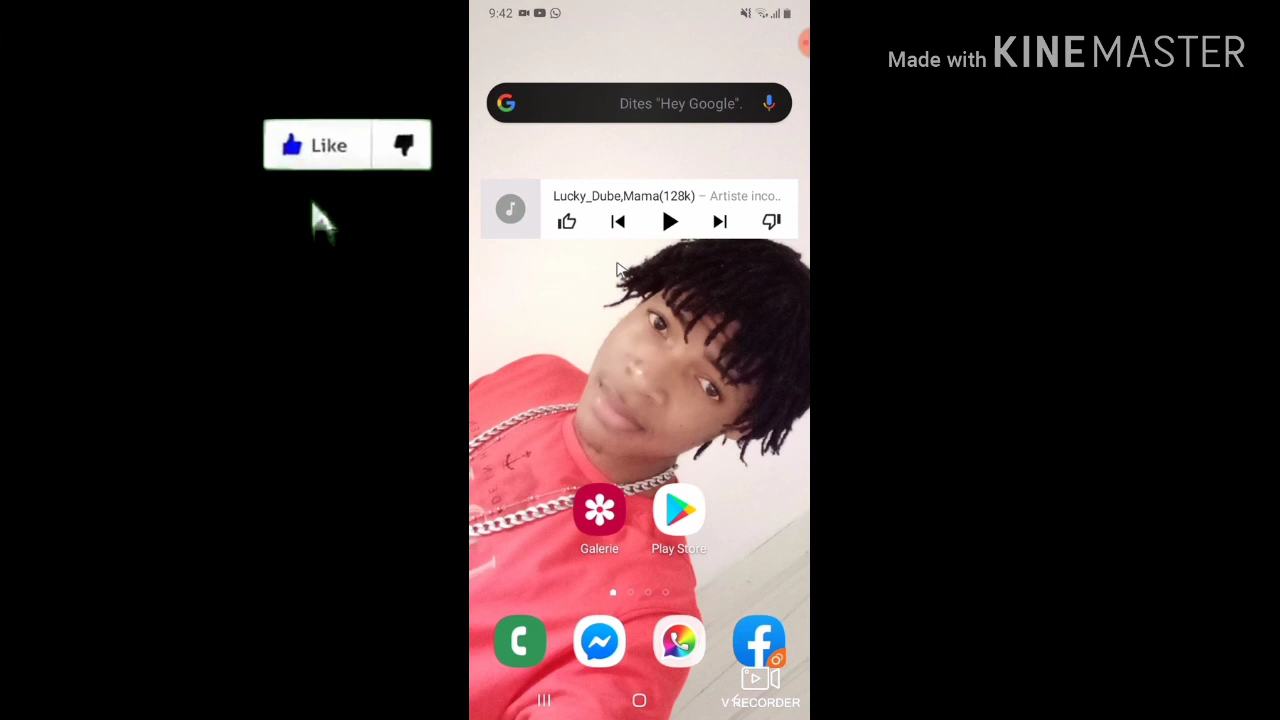 9:42
Made with KINEMASTER
Dites "Hey Google".
Like
Lucky_Dube,Mama(128k) – Artiste inco..
Galerie
Play Store
V RECORDER